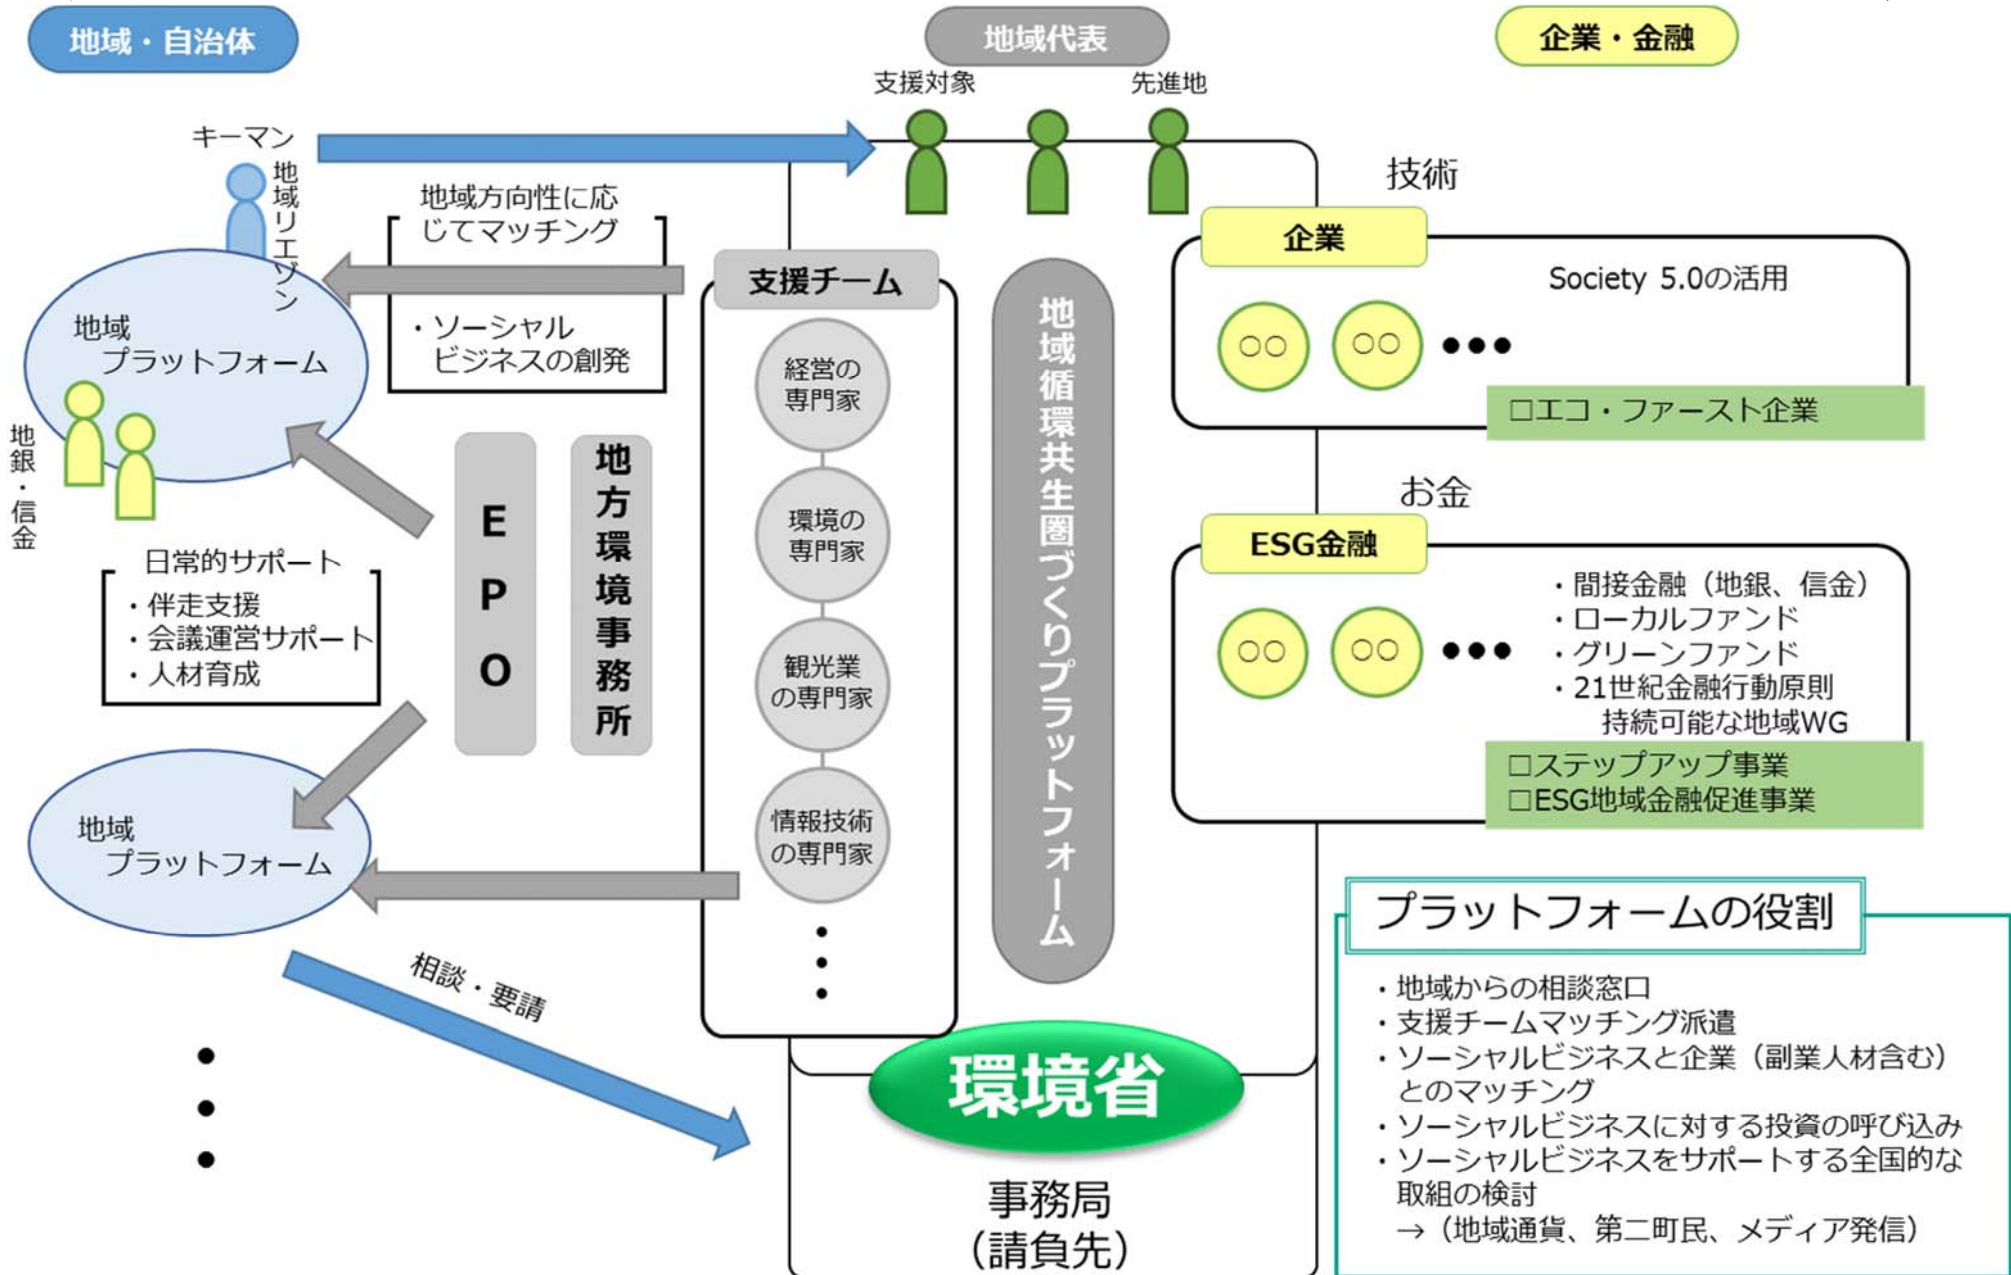 地域・自治体
地域代表
企業・金融
支援対象
先進地
キーマン
地域リエゾン
地域方向性に応
じてマッチング
・ソーシャル
ビジネスの創発
地域
プラットフォーム
地銀・信金
日常的サポート
・伴走支援
・会議運営サポート
・人材育成
EPO
地方環境事務所
地域
プラットフォーム
相談・要請
支援チーム
経営の
専門家
環境の
専門家
観光業
の専門家
情報技術
の専門家
地域循環共生圏づくりプラットフォーム
環境省
事務局
（請負先）
技術
企業
Society 5.0の活用
○○
○○
●●●
□エコ・ファースト企業
お金
ESG金融
○○
○○
●●●
・間接金融（地銀、信金）
・ローカルファンド
・グリーンファンド
・21世紀金融行動原則
持続可能な地域WG
□ステップアップ事業
□ESG地域金融促進事業
プラットフォームの役割
・地域からの相談窓口
・支援チームマッチング派遣
・ソーシャルビジネスと企業（副業人材含む）
とのマッチング
・ソーシャルビジネスに対する投資の呼び込み
・ソーシャルビジネスをサポートする全国的な
取組の検討
→（地域通貨、第二町民、メディア発信）